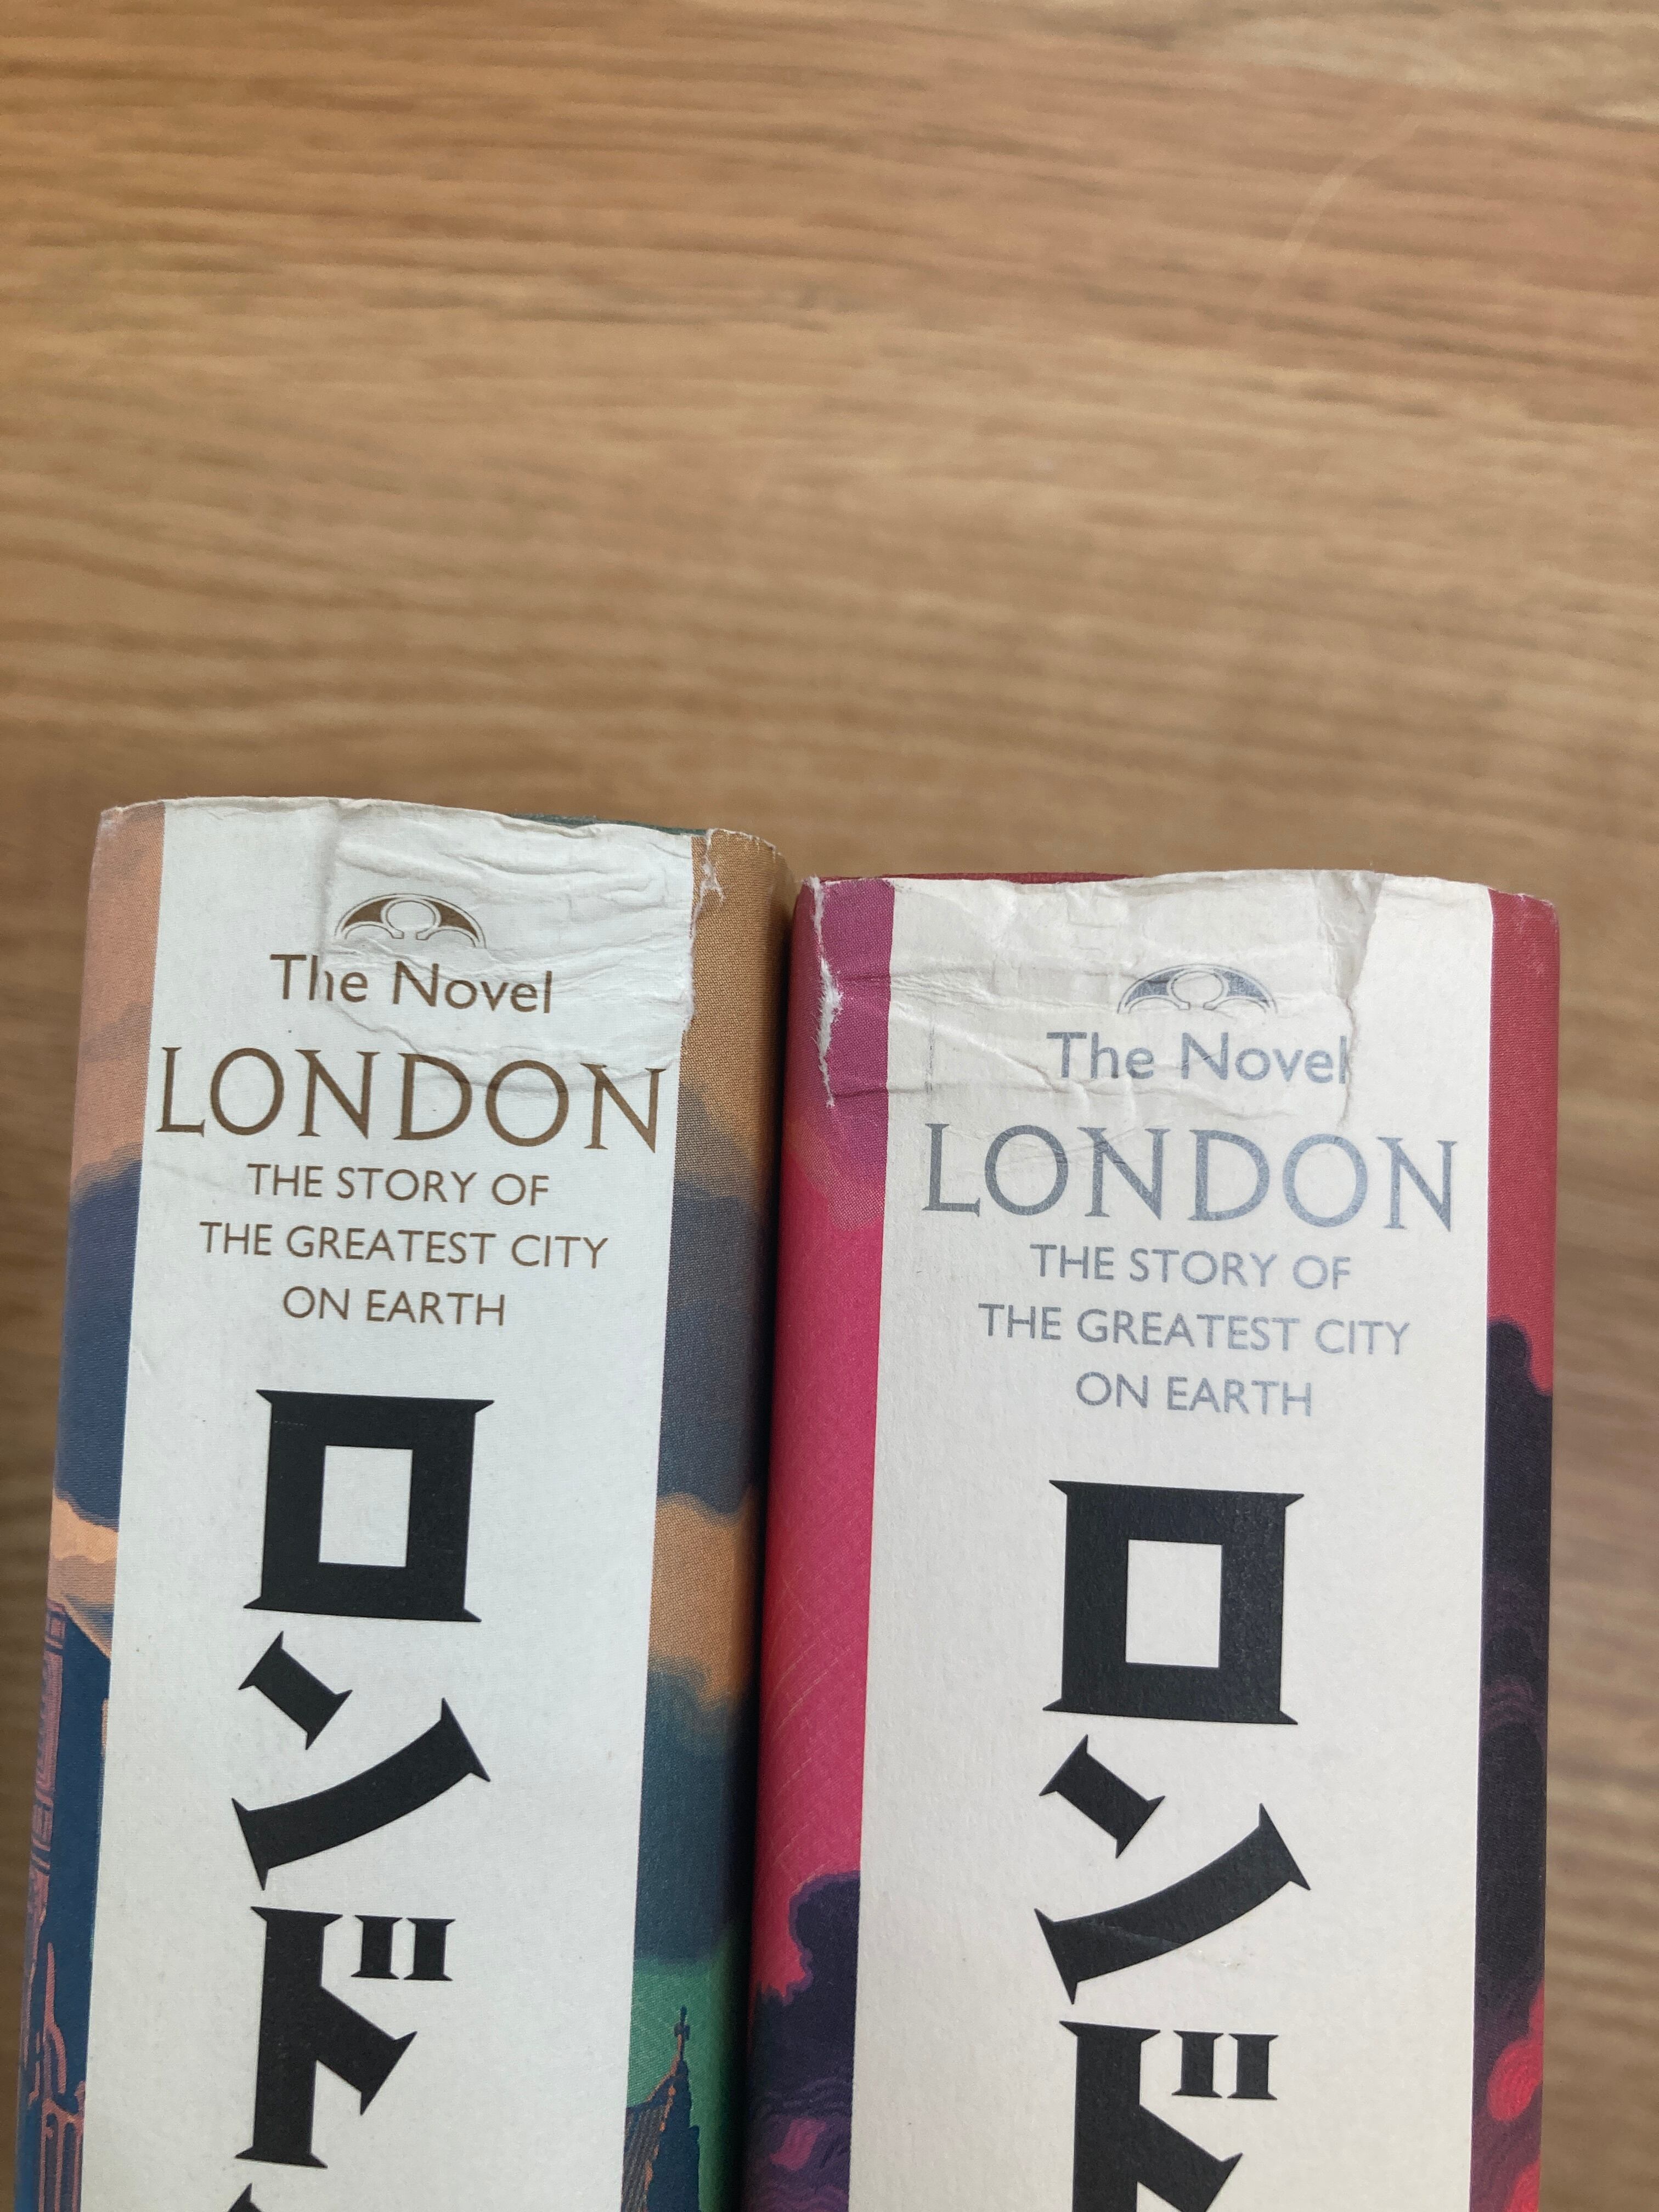 The Novel
LONDON
THE STORY OF
THE GREATEST CITY
ON EARTH
ロンド
The Novel
LONDON
THE STORY OF
THE GREATEST CITY
ON EARTH
ロンド